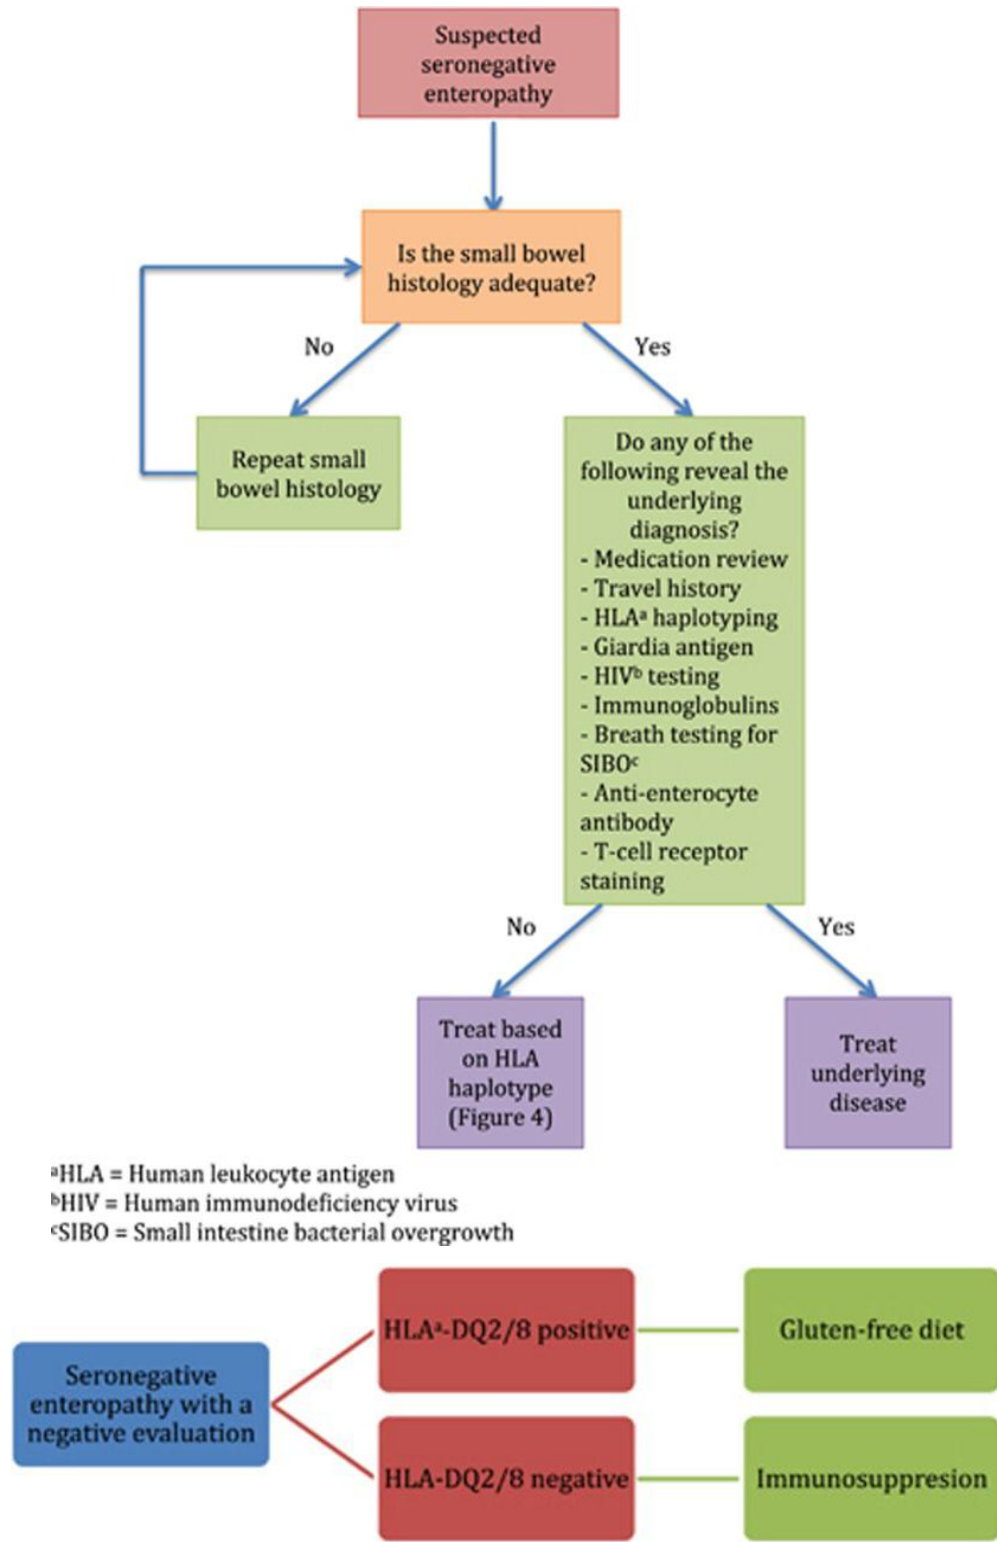 Suspected
seronegative
enteropathy
Is the small bowel
histology adequate?
No
Yes
Repeat small
bowel histology
Do any of the
following reveal the
underlying
diagnosis?
- Medication review
- Travel history
- HLAᵃ haplotyping
- Giardia antigen
- HIVᵇ testing
- Immunoglobulins
- Breath testing for
SIBOᶜ
- Anti-enterocyte
antibody
- T-cell receptor
staining
No
Yes
Treat based
on HLA
haplotype
(Figure 4)
Treat
underlying
disease
ᵃHLA = Human leukocyte antigen
ᵇHIV = Human immunodeficiency virus
ᶜSIBO = Small intestine bacterial overgrowth
Seronegative
enteropathy with a
negative evaluation
HLAᵃ-DQ2/8 positive
Gluten-free diet
HLA-DQ2/8 negative
Immunosuppresion